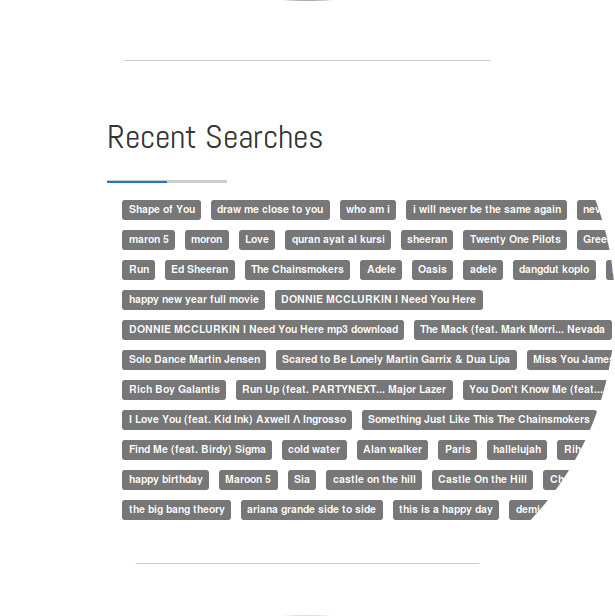 Recent Searches
Shape of You draw me close to you who am i i will never be the same again
maron 5 moron Love quran ayat al kursi sheeran Twenty One Pilots
Run Ed Sheeran The Chainsmokers Adele Oasis adele dangdut koplo
happy new year full movie DONNIE MCCLURKIN I Need You Here
DONNIE MCCLURKIN I Need You Here mp3 download The Mack (feat. Mark Morri... Nevada
Solo Dance Martin Jensen Scared to Be Lonely Martin Garrix & Dua Lipa Miss You James
Rich Boy Galantis Run Up (feat. PARTYNEXT... Major Lazer You Don't Know Me (feat...
I Love You (feat. Kid Ink) Axwell Λ Ingrosso Something Just Like This The Chainsmokers
Find Me (feat. Birdy) Sigma cold water Alan walker Paris hallelujah
happy birthday Maroon 5 Sia castle on the hill Castle On the Hill
the big bang theory ariana grande side to side this is a happy day